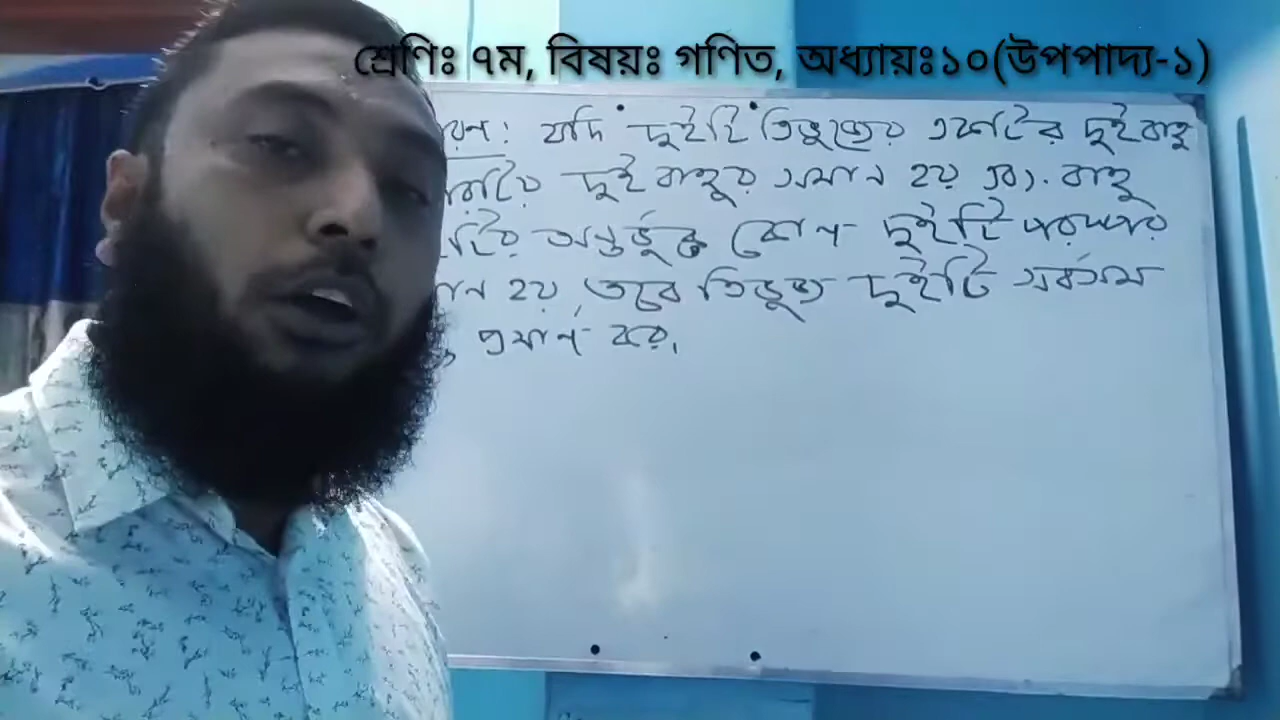 শ্রেণিঃ ৭ম, বিষয়ঃ গণিত, অধ্যায়ঃ১০(উপপাদ্য-১)
যদি দুইটি ত্রিভুজের একটির দুই বাহু
দুই বাহুর সমান হয় এবং বাহু
অন্তর্ভুক্ত কোণ দুইটি পরস্পর
হয়, তবে ত্রিভুজ দুইটি সর্বসম
প্রমাণ কর।